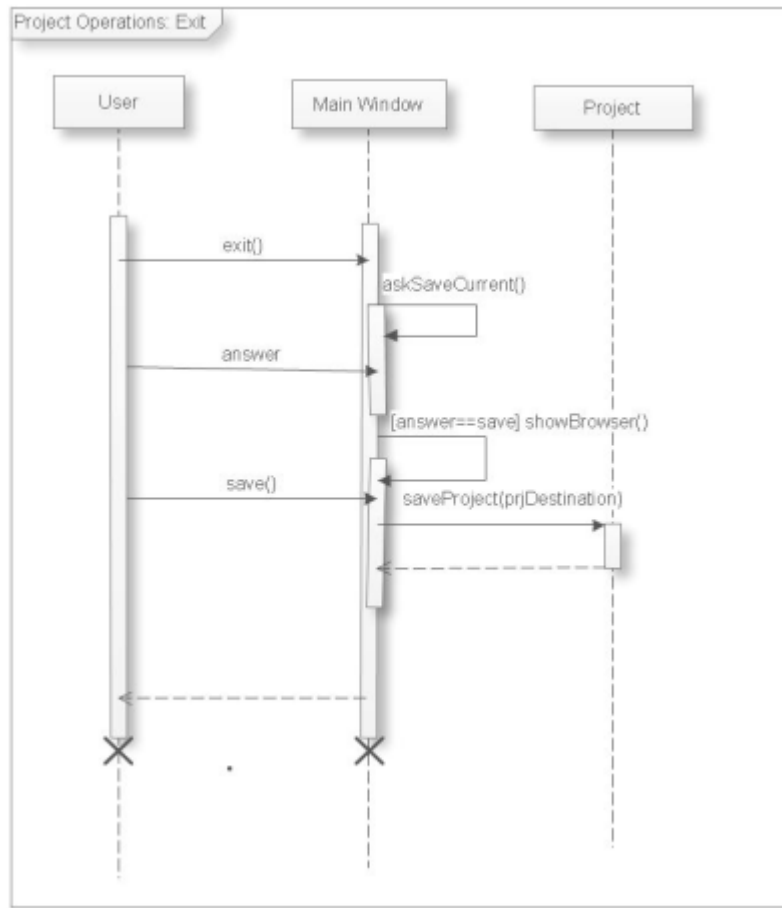 Project Operations: Exit
User
Main Window
Project
exit()
askSaveCurrent()
answer
[answer==save] showBrowser()
save()
saveProject(prjDestination)